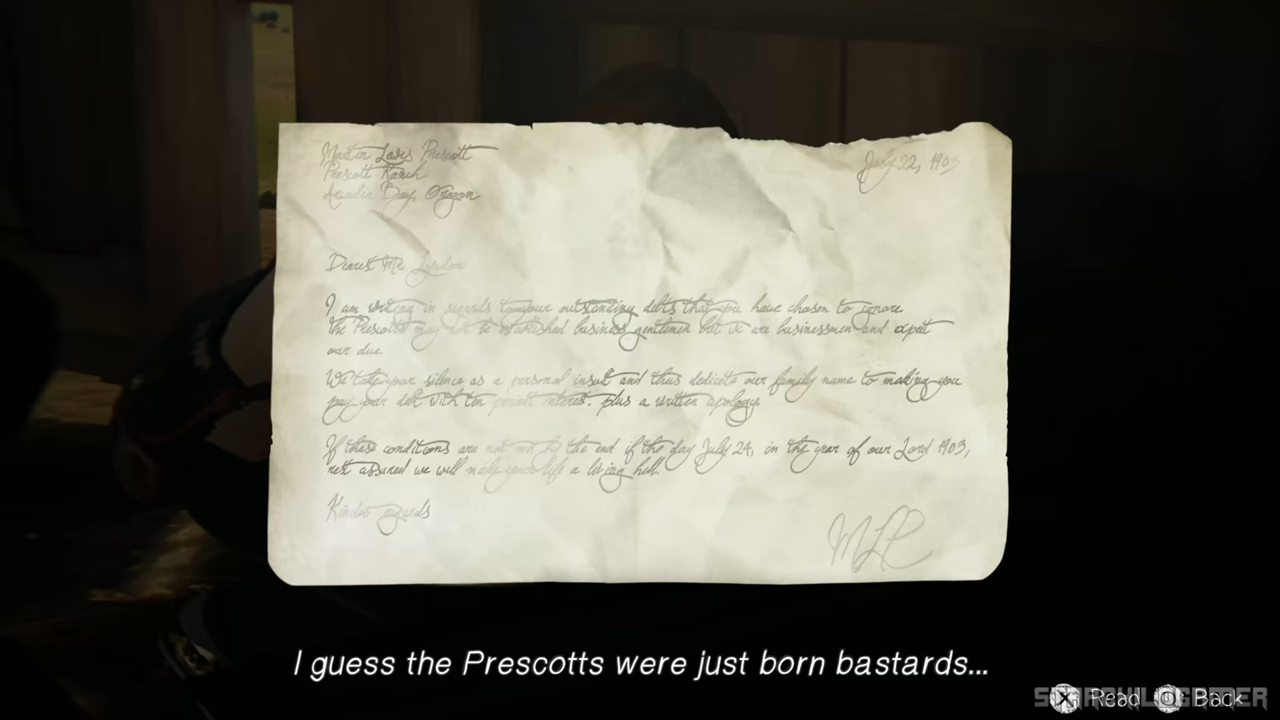 Martin Lewis Prescott
July 22, 1903
Prescott Ranch
Arcadia Bay, Oregon
Dearest Mr. Lyndon
I am writing in regards to your outstanding debts that you have chosen to ignore.
The Prescotts may not be established business gentlemen but we are businessmen and expect
our due.
We take your silence as a personal insult and thus dedicate our family name to making you
pay your debt with ten percent interest. plus a written apology.
If these conditions are not met by the end if the day July 24, in the year of our Lord 1903,
rest assured we will make your life a living hell.
Kindest regards
MLP
I guess the Prescotts were just born bastards...
Read Back